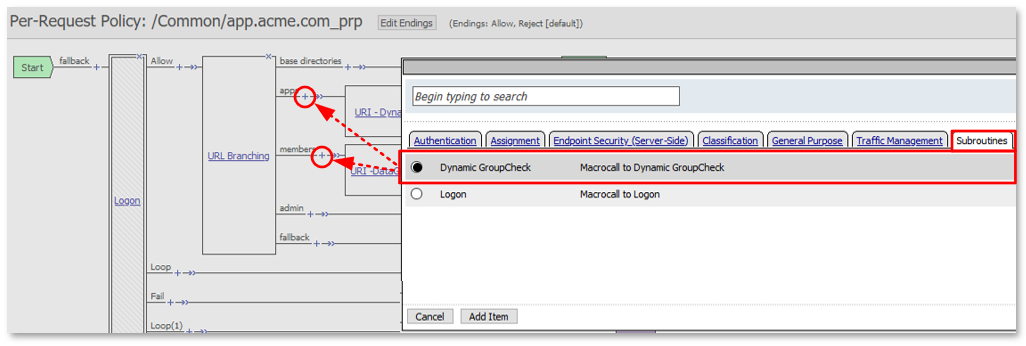 Per-Request Policy: /Common/app.acme.com_prp Edit Endings (Endings: Allow, Reject [default])
Start
fallback
Allow
Logon
URL Branching
base directories
apps
URI - Dyna
members
URI -DataG
admin
fallback
Loop
Fail
Loop(1)
Begin typing to search
Authentication Assignment Endpoint Security (Server-Side) Classification General Purpose Traffic Management Subroutines
Dynamic GroupCheck Macrocall to Dynamic GroupCheck
Logon Macrocall to Logon
Cancel Add Item